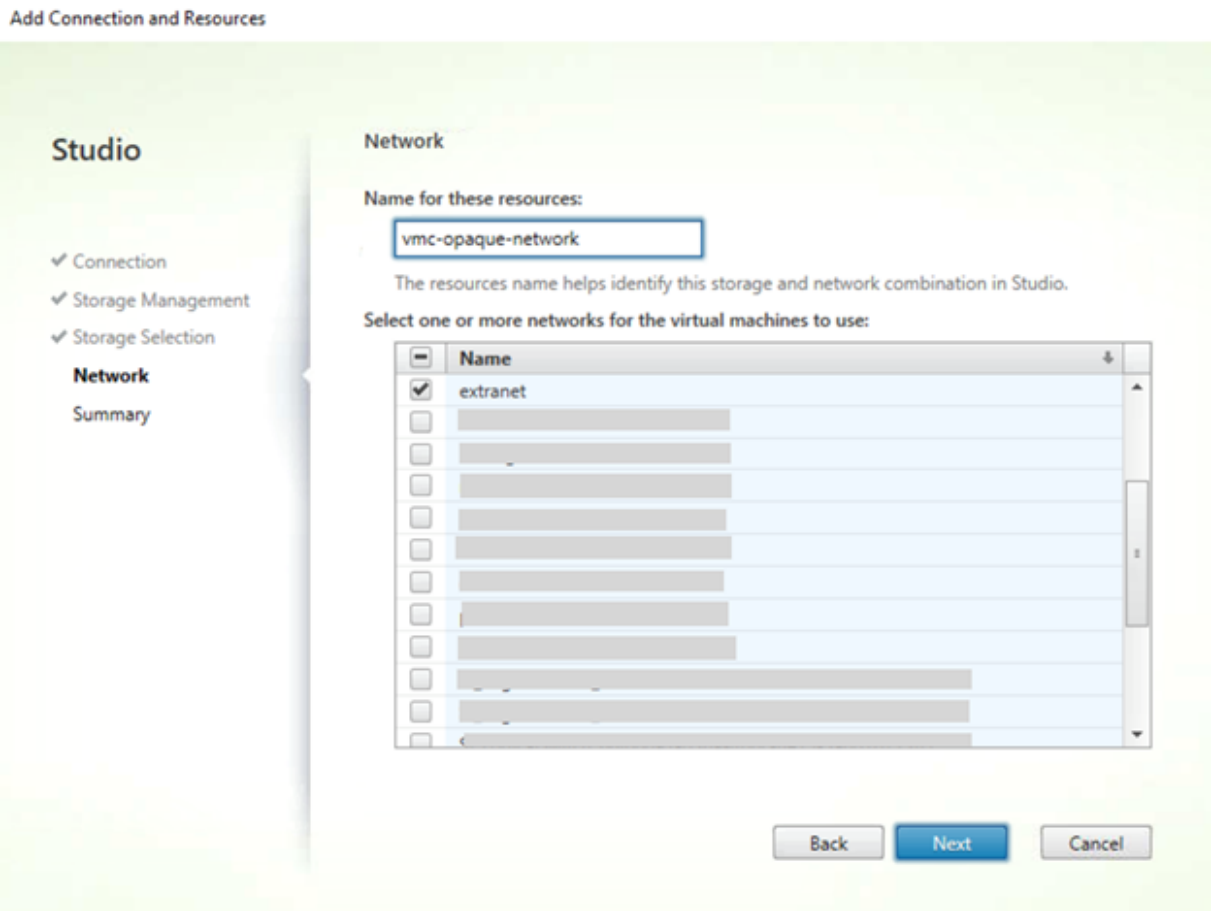 Add Connection and Resources
Studio
Connection
Storage Management
Storage Selection
Network
Summary
Network
Name for these resources:
vmc-opaque-network
The resources name helps identify this storage and network combination in Studio.
Select one or more networks for the virtual machines to use:
Name
extranet
Back
Next
Cancel